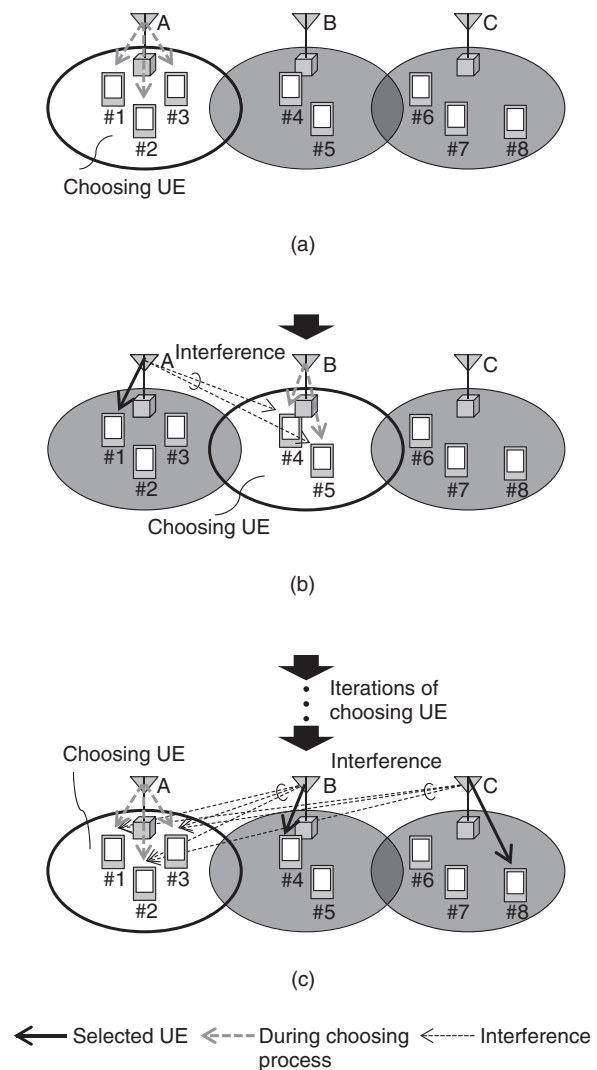 A
B
C
#1
#2
#3
#4
#5
#6
#7
#8
Choosing UE
(a)
A
Interference
B
C
#1
#2
#3
#4
#5
#6
#7
#8
Choosing UE
(b)
Iterations of
choosing UE
Choosing UE
Interference
A
B
C
#1
#2
#3
#4
#5
#6
#7
#8
(c)
Selected UE
During choosing
process
Interference